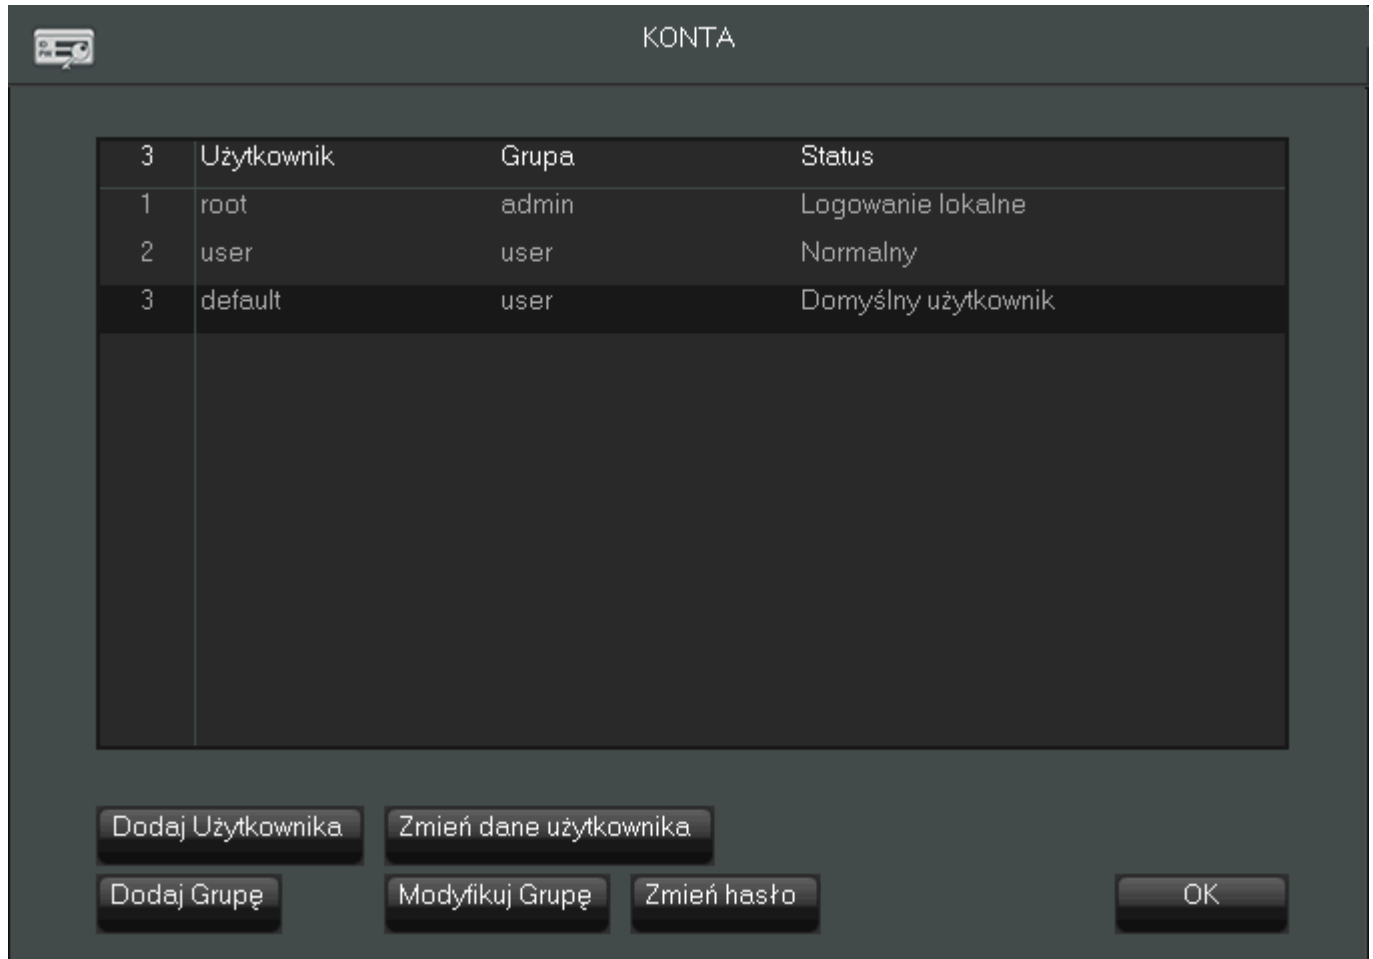 KONTA
3 Użytkownik Grupa Status
1 root admin Logowanie lokalne
2 user user Normalny
3 default user Domyślny użytkownik
Dodaj Użytkownika Zmień dane użytkownika
Dodaj Grupę Modyfikuj Grupę Zmień hasło OK